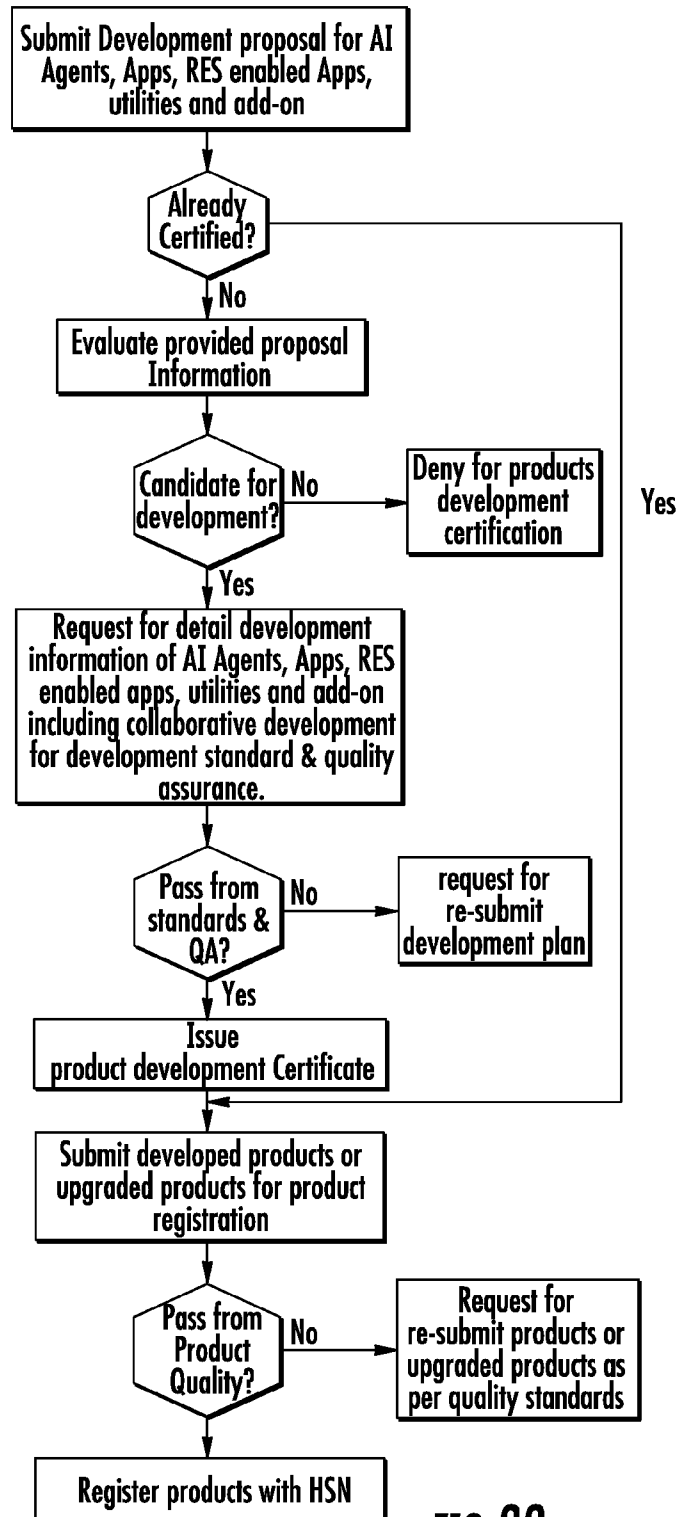 Submit Development proposal for AI
Agents, Apps, RES enabled Apps,
utilities and add-on
Already
Certified?
No
Evaluate provided proposal
Information
Candidate for
development?
No
Deny for products
development
certification
Yes
Yes
Request for detail development
information of AI Agents, Apps, RES
enabled apps, utilities and add-on
including collaborative development
for development standard & quality
assurance.
Pass from
standards &
QA?
No
request for
re-submit
development plan
Yes
Issue
product development Certificate
Submit developed products or
upgraded products for product
registration
Pass from
Product
Quality?
No
Request for
re-submit products or
upgraded products as
per quality standards
Register products with HSN